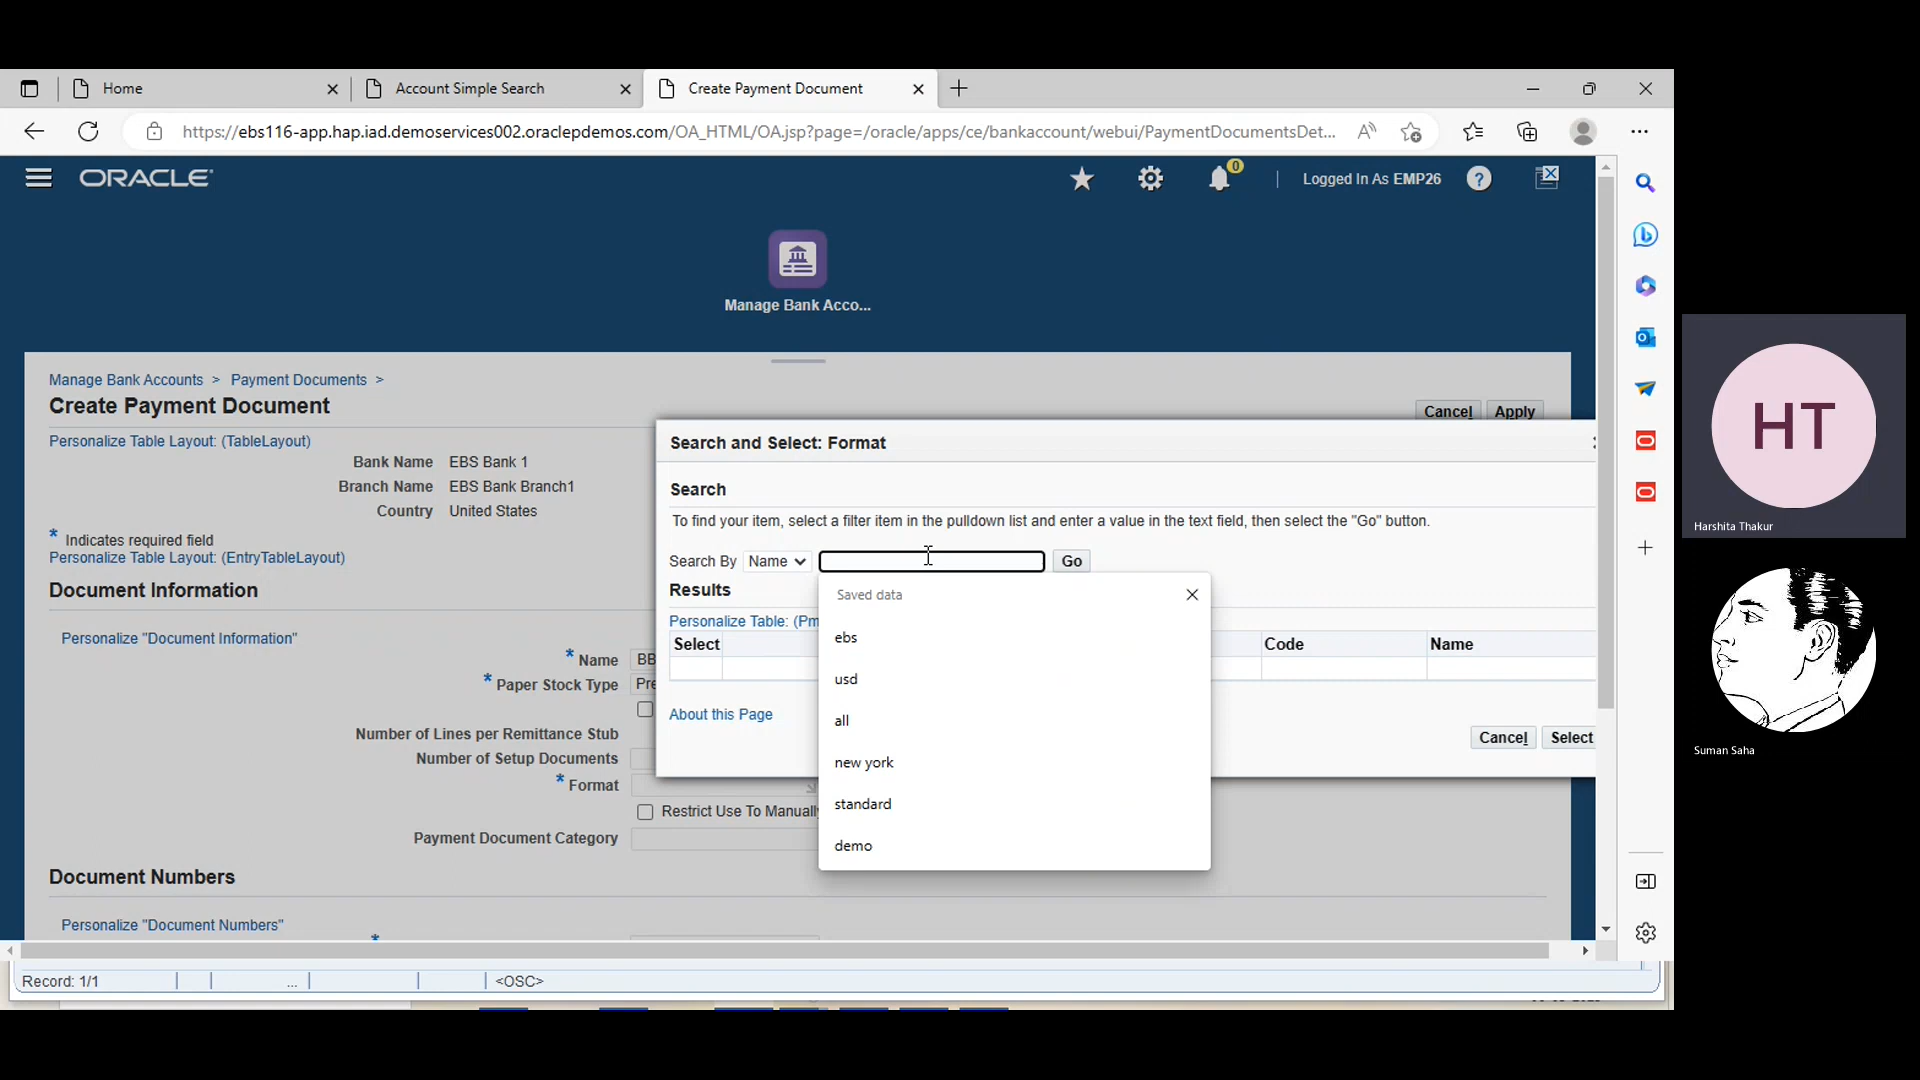 Home
Account Simple Search
Create Payment Document
https://ebs116-app.hap.iad.demoservices002.oraclepdemos.com/OA_HTML/OA.jsp?page=/oracle/apps/ce/bankaccount/webui/PaymentDocumentsDet...
ORACLE
0
Logged In As EMP26
Manage Bank Acco...
Manage Bank Accounts > Payment Documents >
Create Payment Document
Cancel Apply
Personalize Table Layout: (TableLayout)
Bank Name EBS Bank 1
Branch Name EBS Bank Branch1
Country United States
* Indicates required field
Personalize Table Layout: (EntryTableLayout)
Document Information
Personalize "Document Information"
* Name BB
* Paper Stock Type Pre
Number of Lines per Remittance Stub
Number of Setup Documents
* Format
Restrict Use To Manually
Payment Document Category
Document Numbers
Personalize "Document Numbers"
*
Search and Select: Format
Search
To find your item, select a filter item in the pulldown list and enter a value in the text field, then select the "Go" button.
Search By Name Go
Results
Personalize Table: (Pm
Select Code Name
About this Page
Cancel Select
Saved data
ebs
usd
all
new york
standard
demo
Record: 1/1 ... <OSC>
HT
Harshita Thakur
Suman Saha